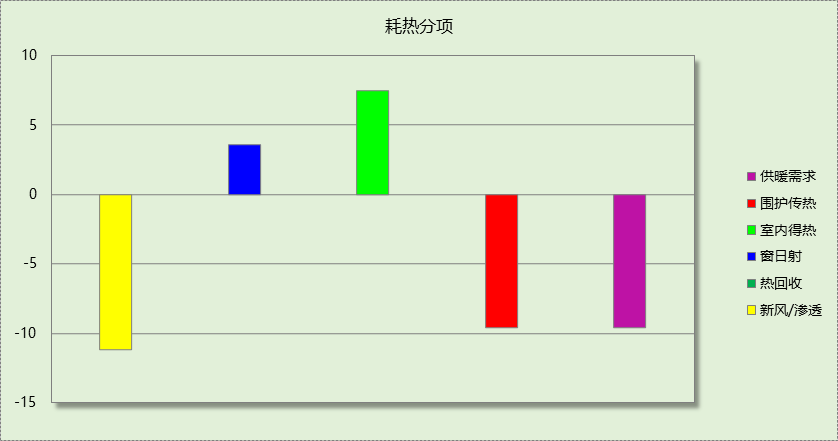 耗热分项
10
5
0
-5
-10
-15
供暖需求
围护传热
室内得热
窗日射
热回收
新风/渗透